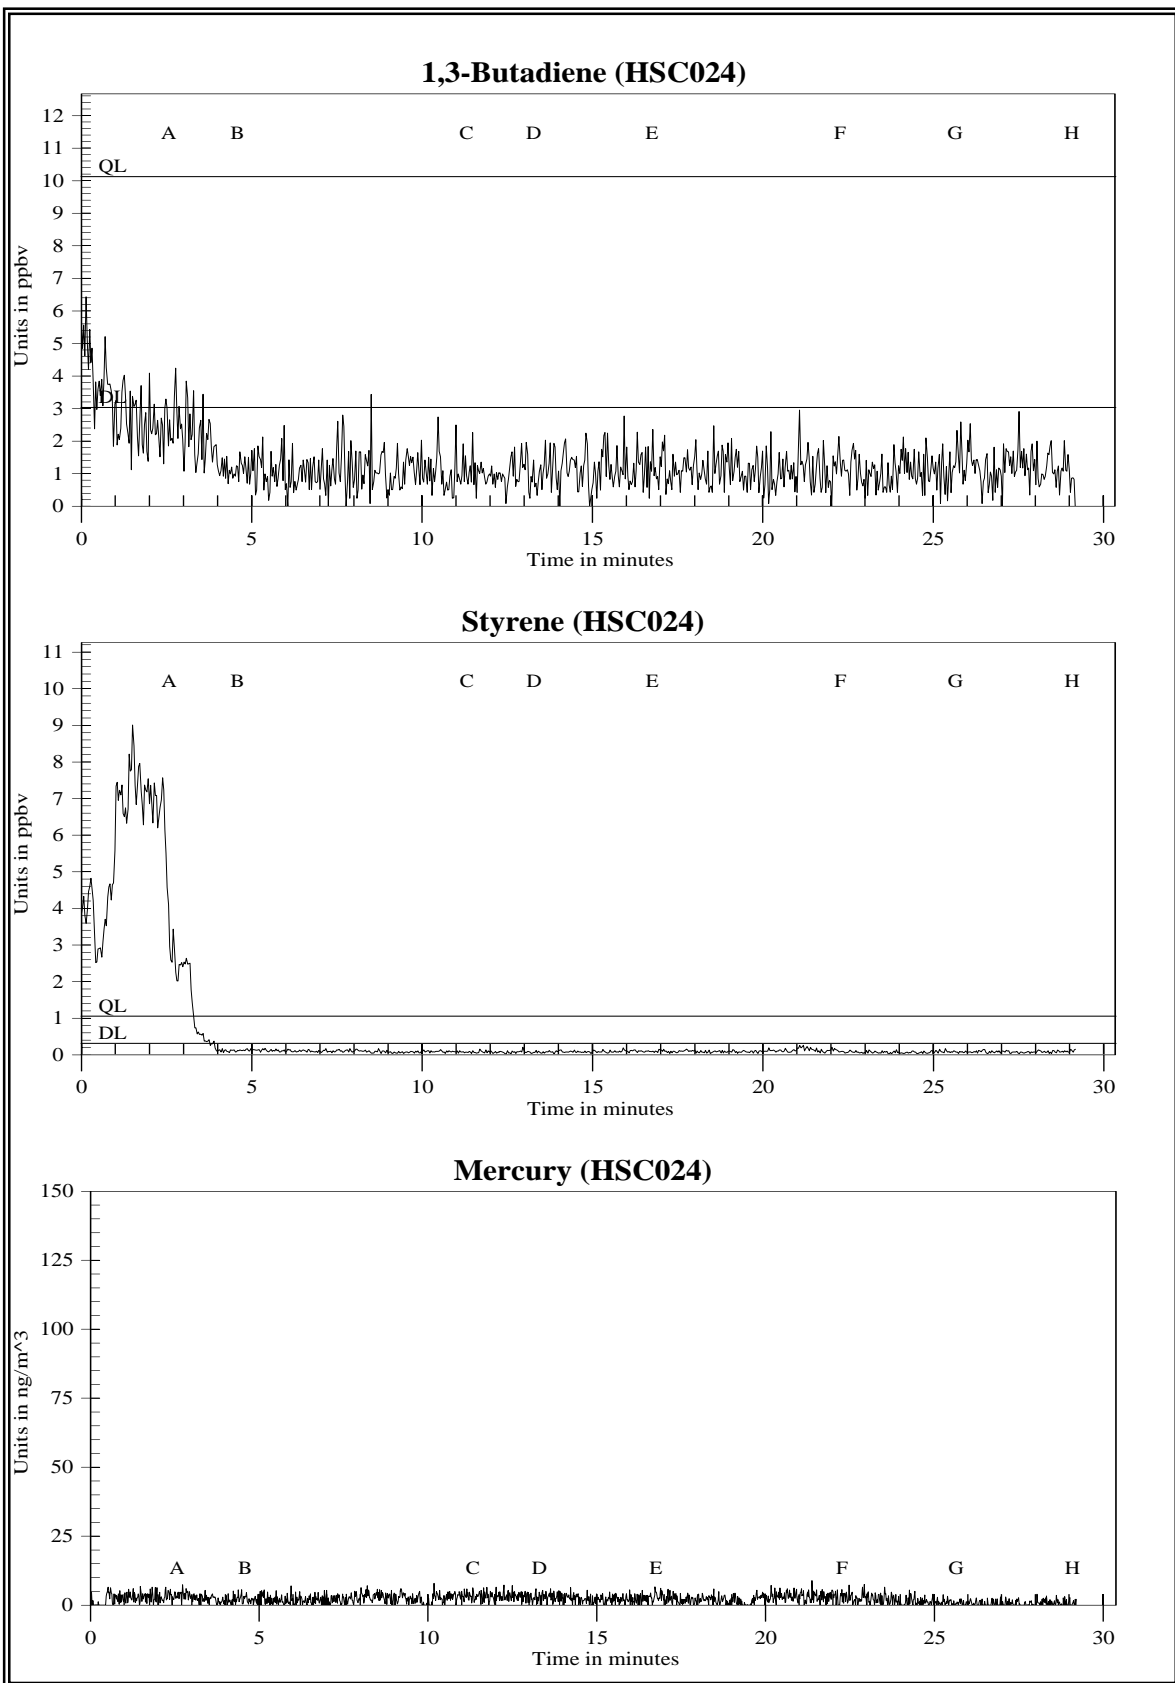 1,3-Butadiene (HSC024)
12
A B C D E F G H
11
QL
10
9
8
7
Units in ppbv
6
5
4
DL
3
2
1
0
0 5 10 15 20 25 30
Time in minutes
Styrene (HSC024)
11
A B C D E F G H
10
9
8
7
Units in ppbv
6
5
4
3
2
QL
1
DL
0
0 5 10 15 20 25 30
Time in minutes
Mercury (HSC024)
150
125
100
Units in ng/m^3
75
50
25
A B C D E F G H
0
0 5 10 15 20 25 30
Time in minutes